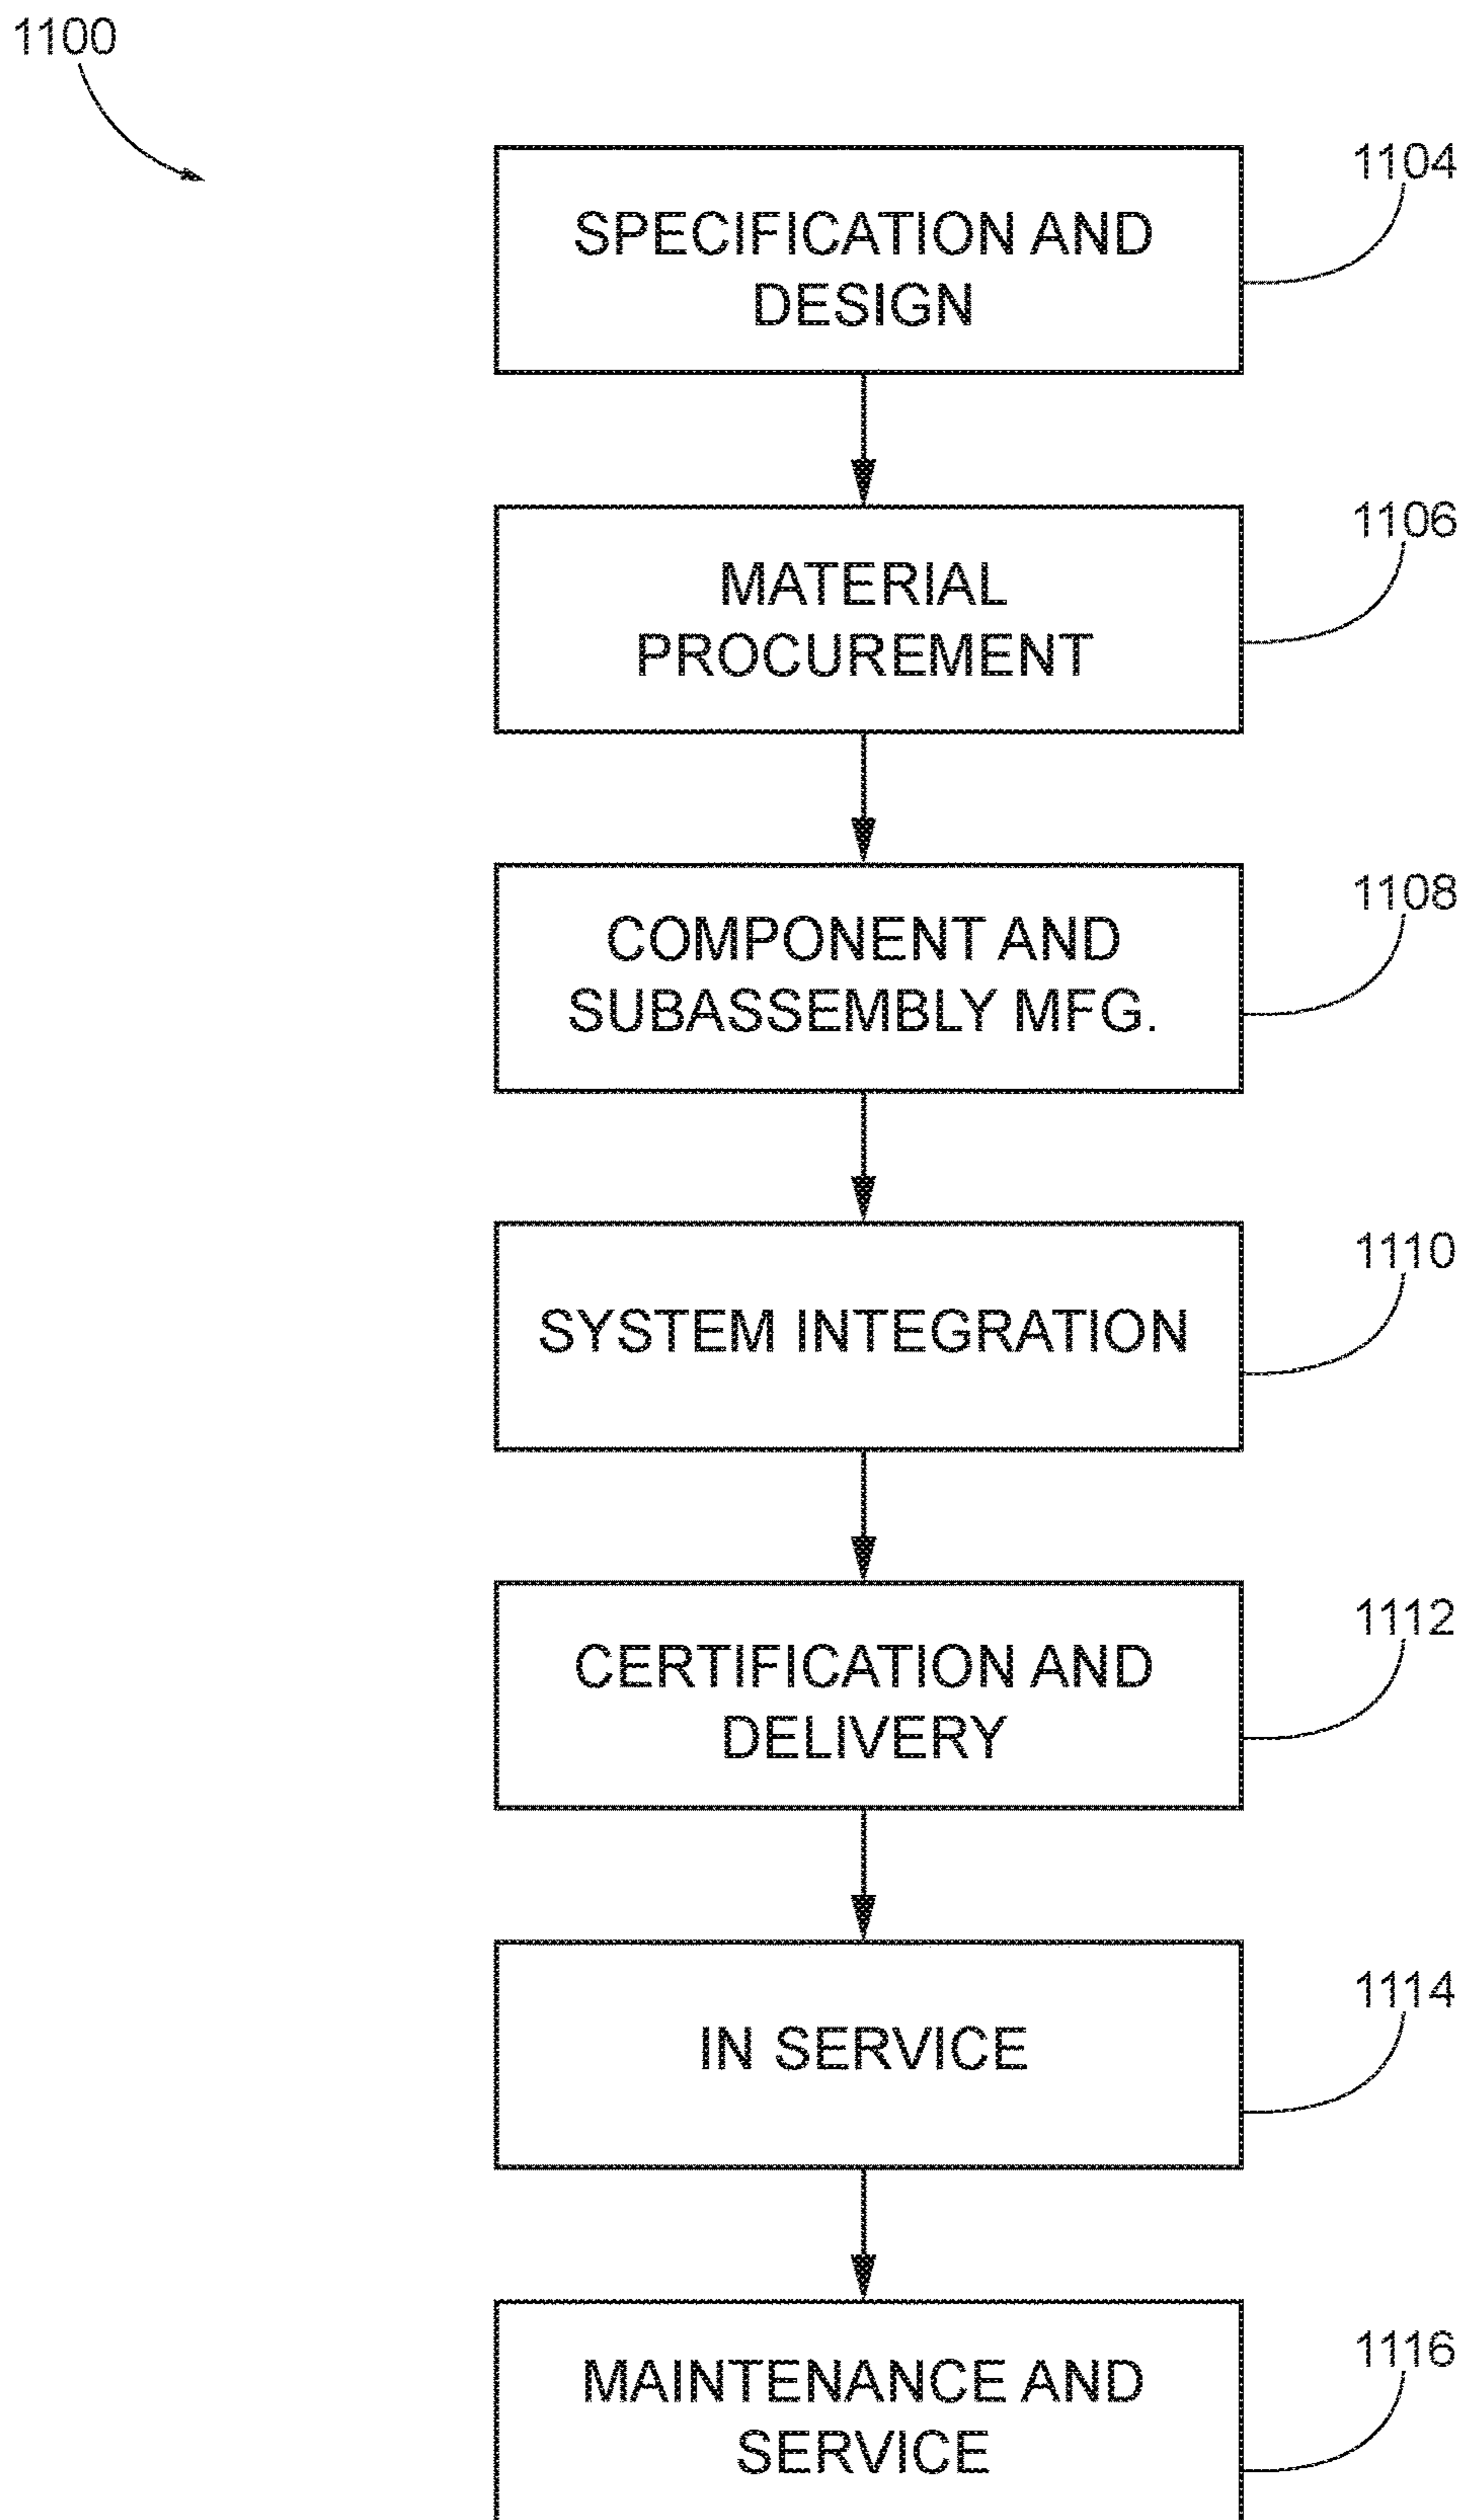 1100
1104
SPECIFICATION AND
DESIGN
1106
MATERIAL
PROCUREMENT
1108
COMPONENT AND
SUBASSEMBLY MFG.
1110
SYSTEM INTEGRATION
1112
CERTIFICATION AND
DELIVERY
1114
IN SERVICE
1116
MAINTENANCE AND
SERVICE